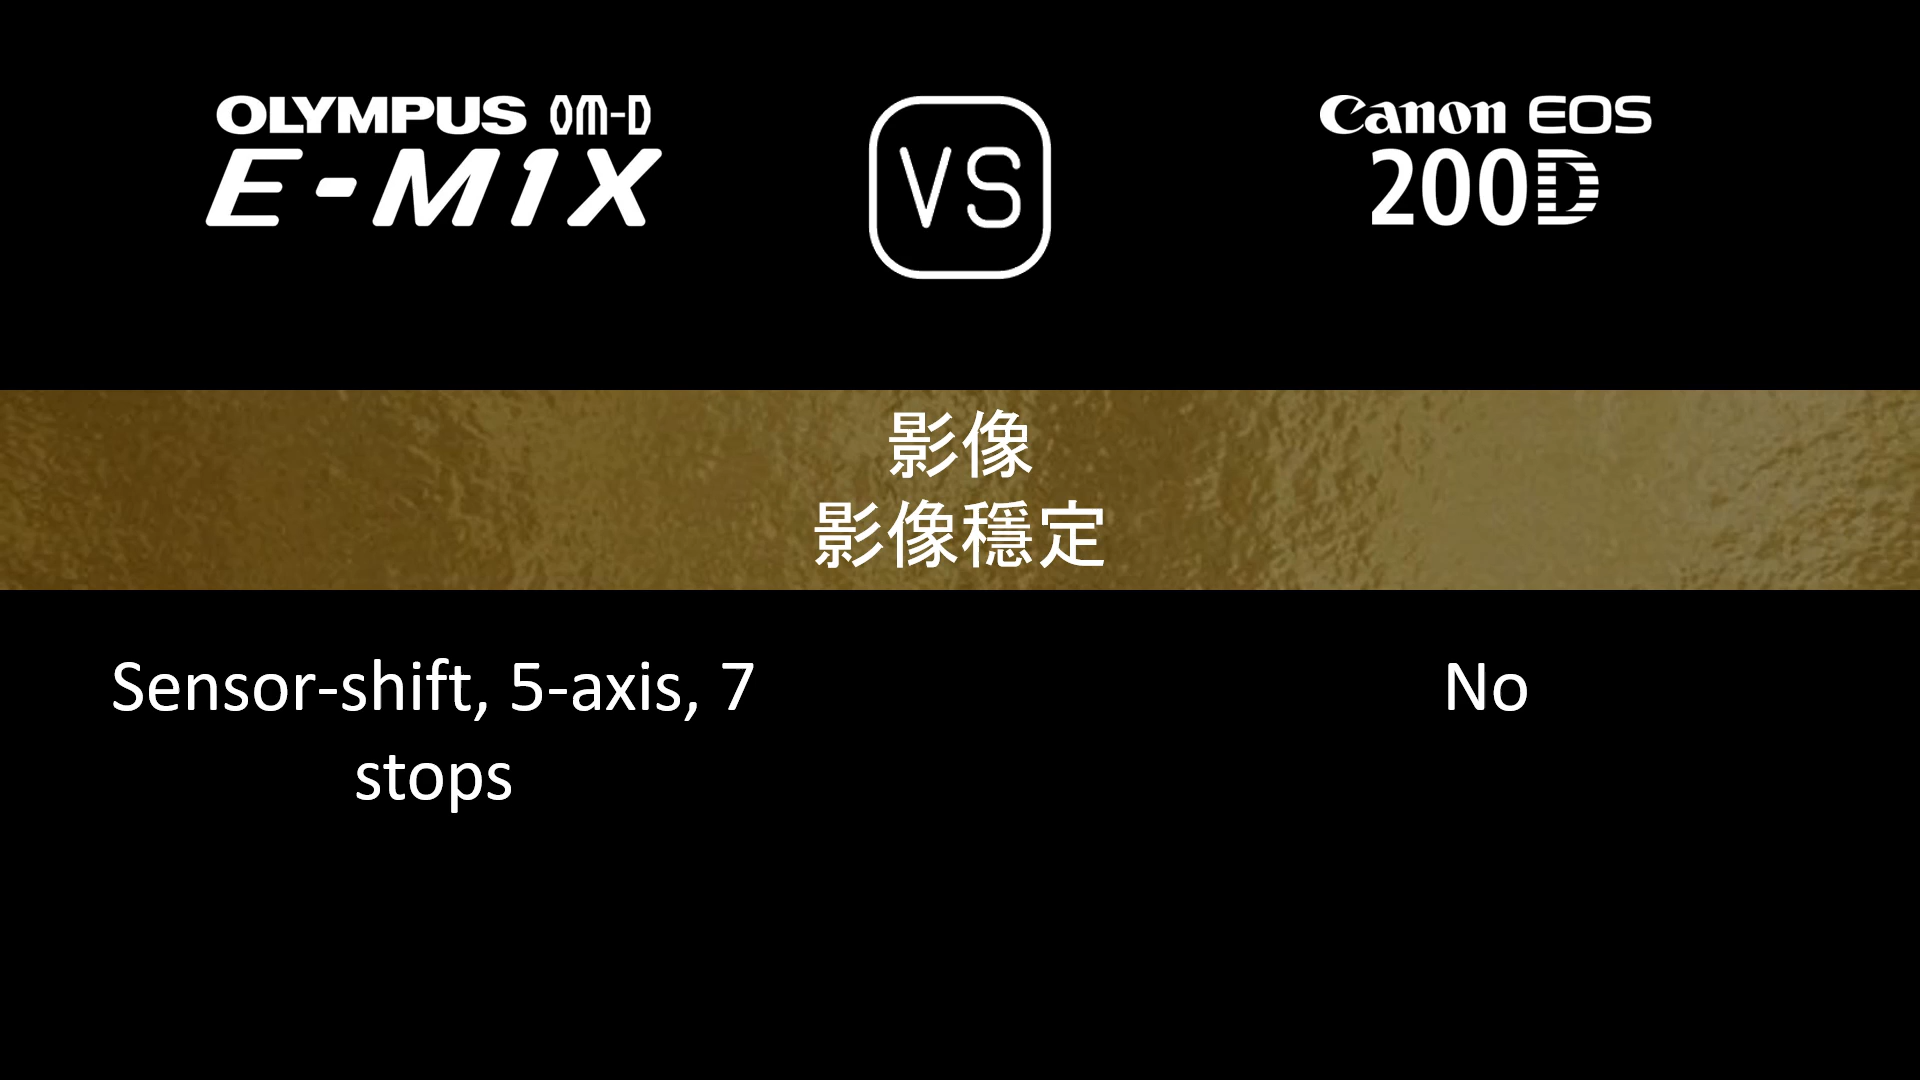 OLYMPUS OM-D
E-M1X
VS
Canon EOS
200D
影像
影像穩定
Sensor-shift, 5-axis, 7
stops
No